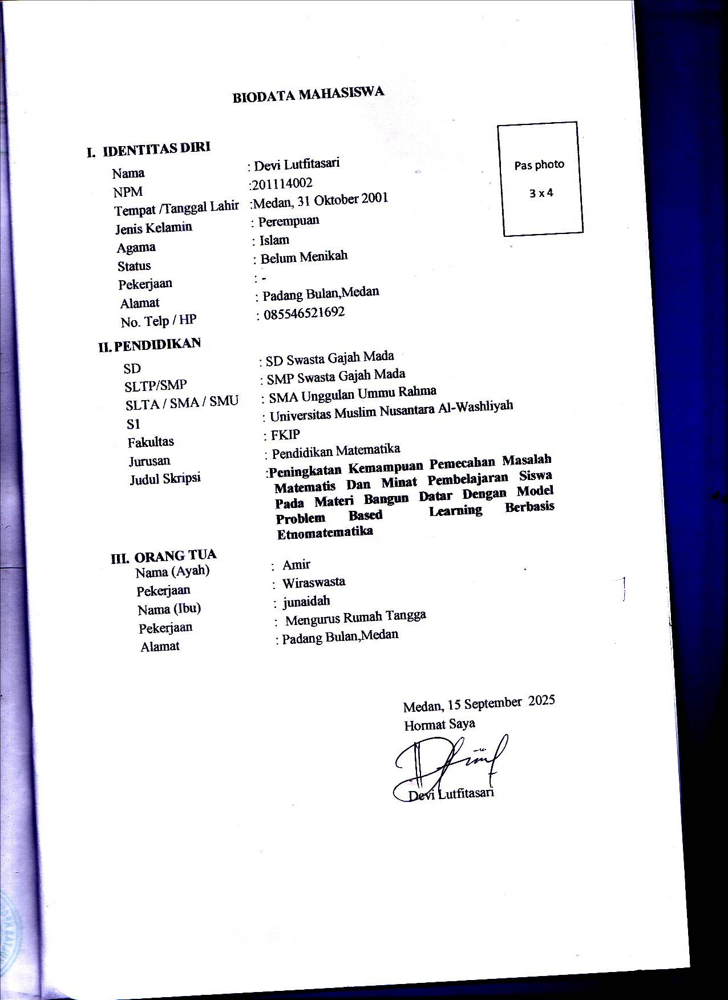 BIODATA MAHASISWA
Pas photo
3 x 4
I. IDENTITAS DIRI
Nama : Devi Lutfitasari
NPM :201114002
Tempat /Tanggal Lahir :Medan, 31 Oktober 2001
Jenis Kelamin : Perempuan
Agama : Islam
Status : Belum Menikah
Pekerjaan : -
Alamat : Padang Bulan,Medan
No. Telp / HP : 085546521692
II. PENDIDIKAN
SD : SD Swasta Gajah Mada
SLTP/SMP : SMP Swasta Gajah Mada
SLTA / SMA / SMU : SMA Unggulan Ummu Rahma
S1 : Universitas Muslim Nusantara Al-Washliyah
Fakultas : FKIP
Jurusan : Pendidikan Matematika
Judul Skripsi :Peningkatan Kemampuan Pemecahan Masalah
Matematis Dan Minat Pembelajaran Siswa
Pada Materi Bangun Datar Dengan Model
Problem Based Learning Berbasis
Etnomatematika
III. ORANG TUA
Nama (Ayah) : Amir
Pekerjaan : Wiraswasta
Nama (Ibu) : junaidah
Pekerjaan : Mengurus Rumah Tangga
Alamat : Padang Bulan,Medan
Medan, 15 September 2025
Hormat Saya
Devi Lutfitasari